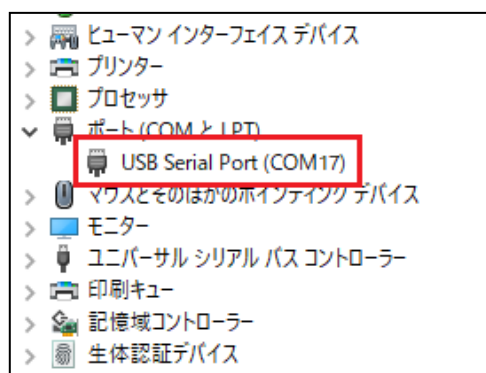 ヒューマン インターフェイス デバイス
プリンター
プロセッサ
ポート (COM と LPT)
USB Serial Port (COM17)
マウスとそのほかのポインティング デバイス
モニター
ユニバーサル シリアル バス コントローラー
印刷キュー
記憶域コントローラー
生体認証デバイス